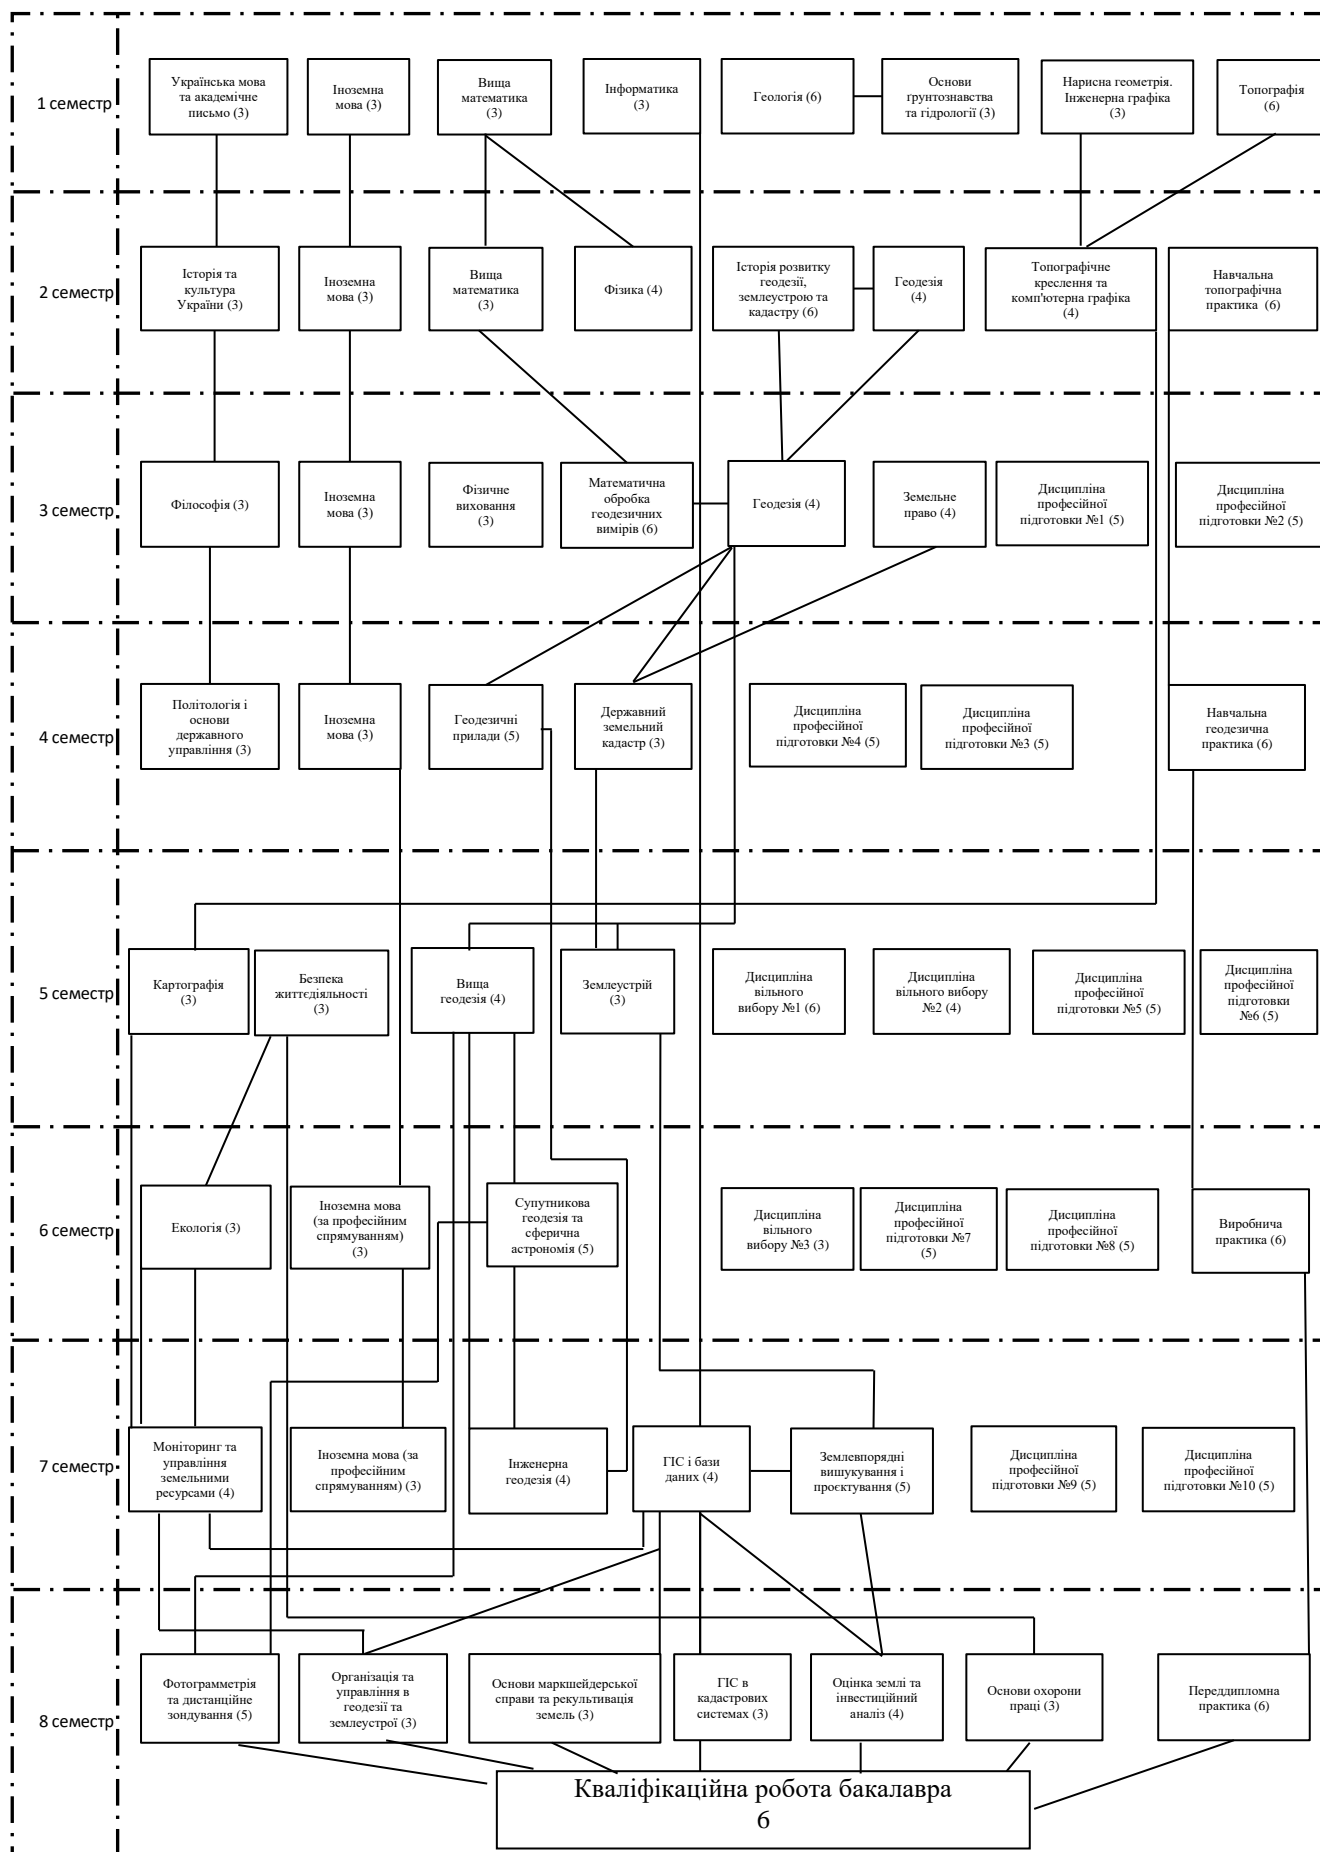 1 семестр
Українська мова
та академічне
письмо (3)
Іноземна
мова (3)
Вища
математика
(3)
Інформатика
(3)
Геологія (6)
Основи
ґрунтознавства
та гідрології (3)
Нарисна геометрія.
Інженерна графіка
(3)
Топографія
(6)
2 семестр
Історія та
культура
України (3)
Іноземна
мова (3)
Вища
математика
(3)
Фізика (4)
Історія розвитку
геодезії,
землеустрою та
кадастру (6)
Геодезія
(4)
Топографічне
креслення та
комп'ютерна графіка
(4)
Навчальна
топографічна
практика (6)
3 семестр
Філософія (3)
Іноземна
мова (3)
Фізичне
виховання
(3)
Математична
обробка
геодезичних
вимірів (6)
Геодезія (4)
Земельне
право (4)
Дисципліна
професійної
підготовки №1 (5)
Дисципліна
професійної
підготовки №2 (5)
4 семестр
Політологія і
основи
державного
управління (3)
Іноземна
мова (3)
Геодезичні
прилади (5)
Державний
земельний
кадастр (3)
Дисципліна
професійної
підготовки №4 (5)
Дисципліна
професійної
підготовки №3 (5)
Навчальна
геодезична
практика (6)
5 семестр
Картографія
(3)
Безпека
життєдіяльності
(3)
Вища
геодезія (4)
Землеустрій
(3)
Дисципліна
вільного
вибору №1 (6)
Дисципліна
вільного вибору
№2 (4)
Дисципліна
професійної
підготовки №5 (5)
Дисципліна
професійної
підготовки
№6 (5)
6 семестр
Екологія (3)
Іноземна мова
(за професійним
спрямуванням)
(3)
Супутникова
геодезія та
сферична
астрономія (5)
Дисципліна
вільного
вибору №3 (3)
Дисципліна
професійної
підготовки №7
(5)
Дисципліна
професійної
підготовки №8 (5)
Виробнича
практика (6)
7 семестр
Моніторинг та
управління
земельними
ресурсами (4)
Іноземна мова (за
професійним
спрямуванням) (3)
Інженерна
геодезія (4)
ГІС і бази
даних (4)
Землевпорядні
вишукування і
проєктування (5)
Дисципліна
професійної
підготовки №9 (5)
Дисципліна
професійної
підготовки №10 (5)
8 семестр
Фотограмметрія
та дистанційне
зондування (5)
Організація та
управління в
геодезії та
землеустрої (3)
Основи маркшейдерської
справи та рекультивація
земель (3)
ГІС в
кадастрових
системах (3)
Оцінка землі та
інвестиційний
аналіз (4)
Основи охорони
праці (3)
Переддипломна
практика (6)
Кваліфікаційна робота бакалавра
6